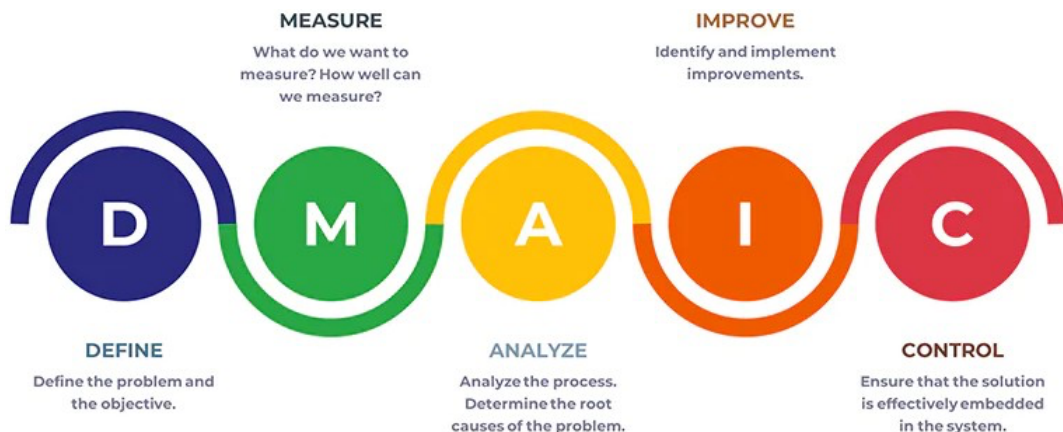 MEASURE
What do we want to
measure? How well can
we measure?
IMPROVE
Identify and implement
improvements.
D
M
A
I
C
DEFINE
Define the problem and
the objective.
ANALYZE
Analyze the process.
Determine the root
causes of the problem.
CONTROL
Ensure that the solution
is effectively embedded
in the system.